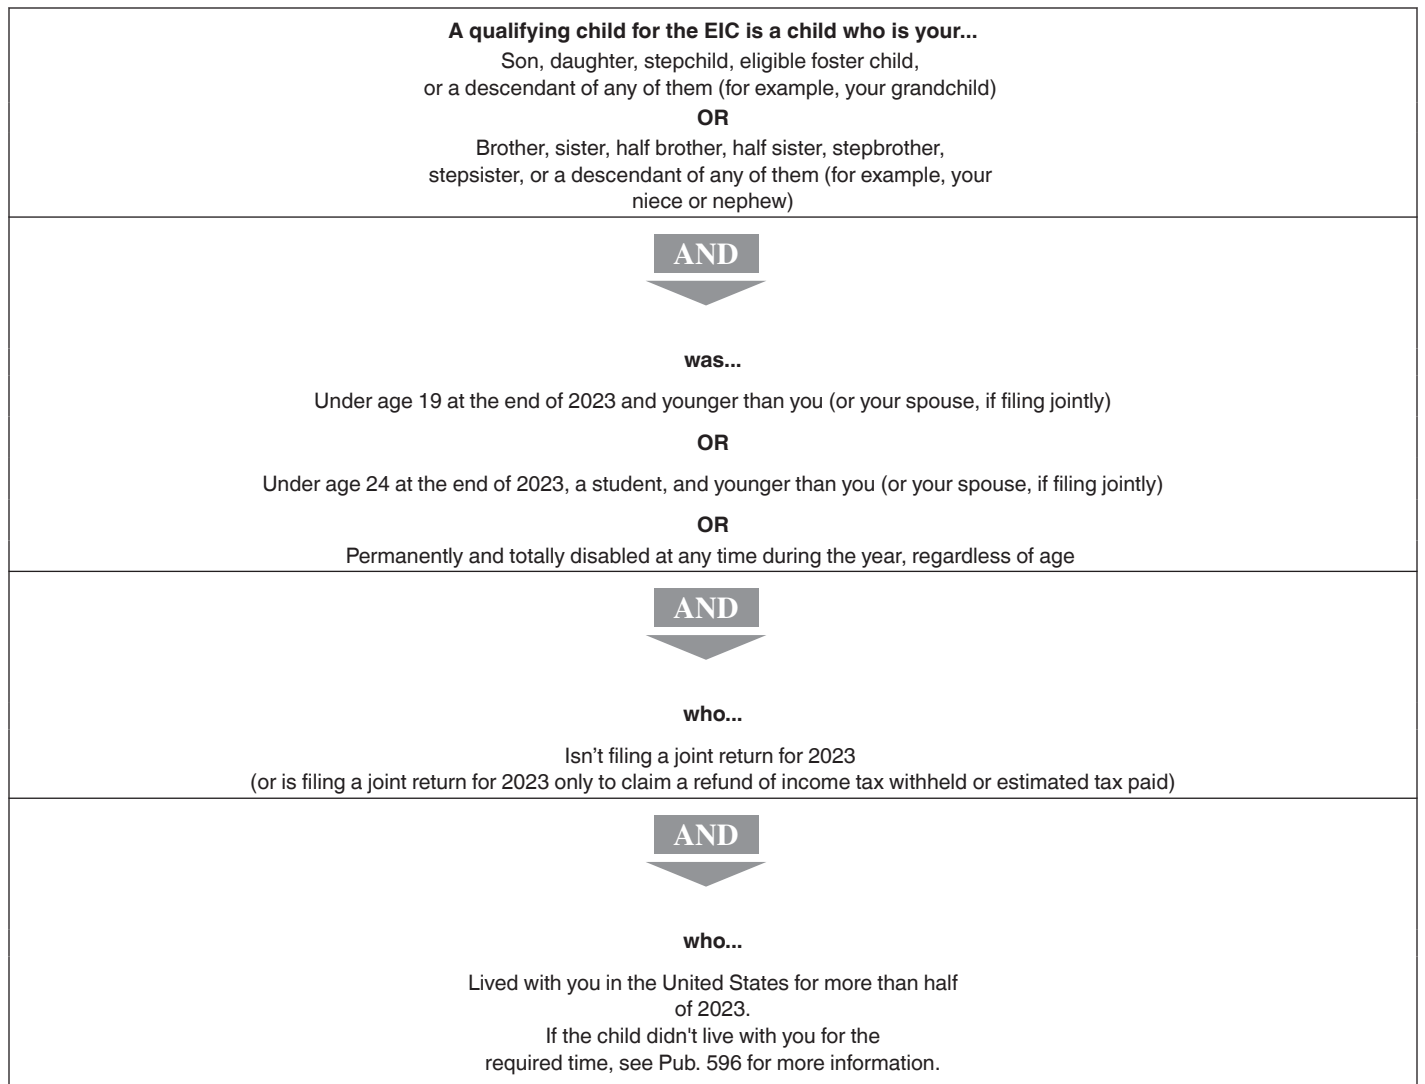 A qualifying child for the EIC is a child who is your...
Son, daughter, stepchild, eligible foster child,
or a descendant of any of them (for example, your grandchild)
OR
Brother, sister, half brother, half sister, stepbrother,
stepsister, or a descendant of any of them (for example, your
niece or nephew)
AND
was...
Under age 19 at the end of 2023 and younger than you (or your spouse, if filing jointly)
OR
Under age 24 at the end of 2023, a student, and younger than you (or your spouse, if filing jointly)
OR
Permanently and totally disabled at any time during the year, regardless of age
AND
who...
Isn’t filing a joint return for 2023
(or is filing a joint return for 2023 only to claim a refund of income tax withheld or estimated tax paid)
AND
who...
Lived with you in the United States for more than half
of 2023.
If the child didn't live with you for the
required time, see Pub. 596 for more information.